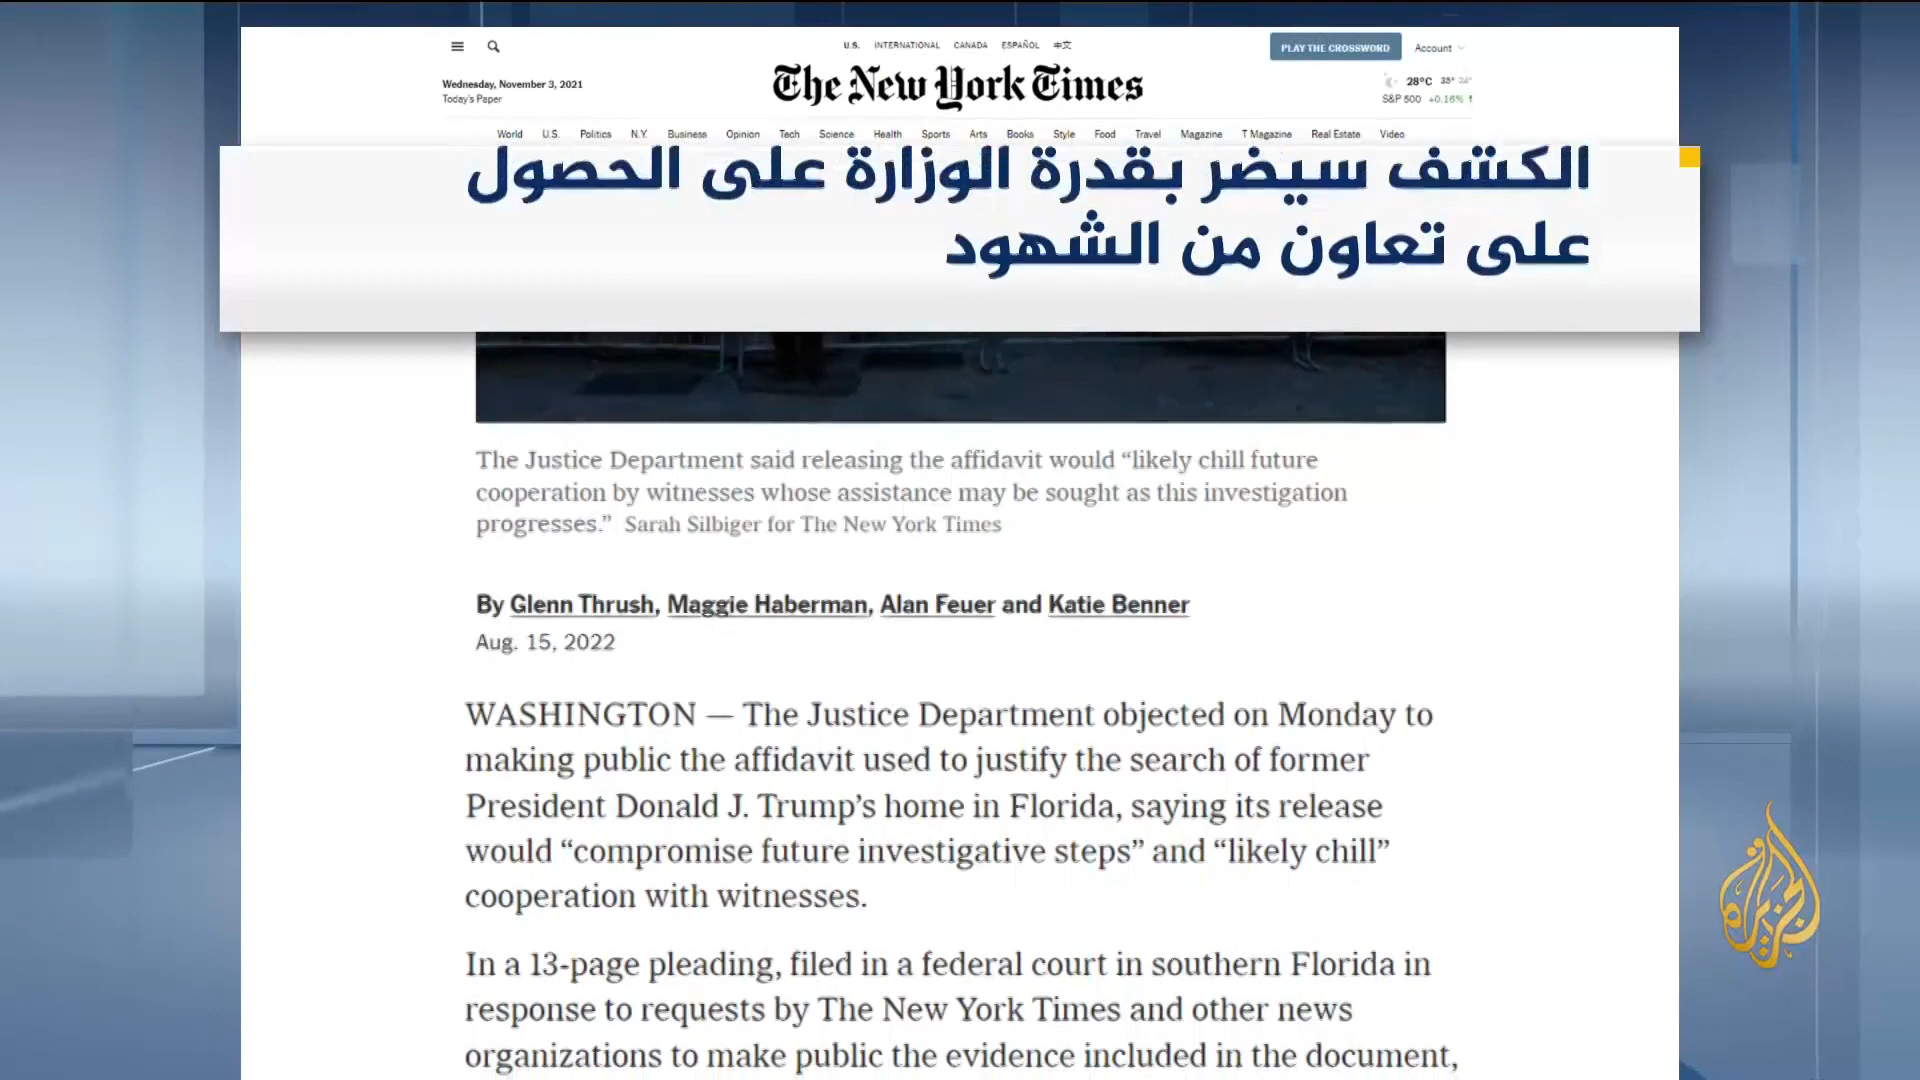 U.S. INTERNATIONAL CANADA ESPAÑOL 中文
PLAY THE CROSSWORD Account
Wednesday, November 3, 2021
Today's Paper
The New York Times
28°C 35° 24°
S&P 500 +0.16% ↑
World U.S. Politics N.Y. Business Opinion Tech Science Health Sports Arts Books Style Food Travel Magazine T Magazine Real Estate Video
الكشف سيضر بقدرة الوزارة على الحصول
على تعاون من الشهود
The Justice Department said releasing the affidavit would “likely chill future
cooperation by witnesses whose assistance may be sought as this investigation
progresses.” Sarah Silbiger for The New York Times
By Glenn Thrush, Maggie Haberman, Alan Feuer and Katie Benner
Aug. 15, 2022
WASHINGTON — The Justice Department objected on Monday to
making public the affidavit used to justify the search of former
President Donald J. Trump’s home in Florida, saying its release
would “compromise future investigative steps” and “likely chill”
cooperation with witnesses.
In a 13-page pleading, filed in a federal court in southern Florida in
response to requests by The New York Times and other news
organizations to make public the evidence included in the document,
الجزيرة